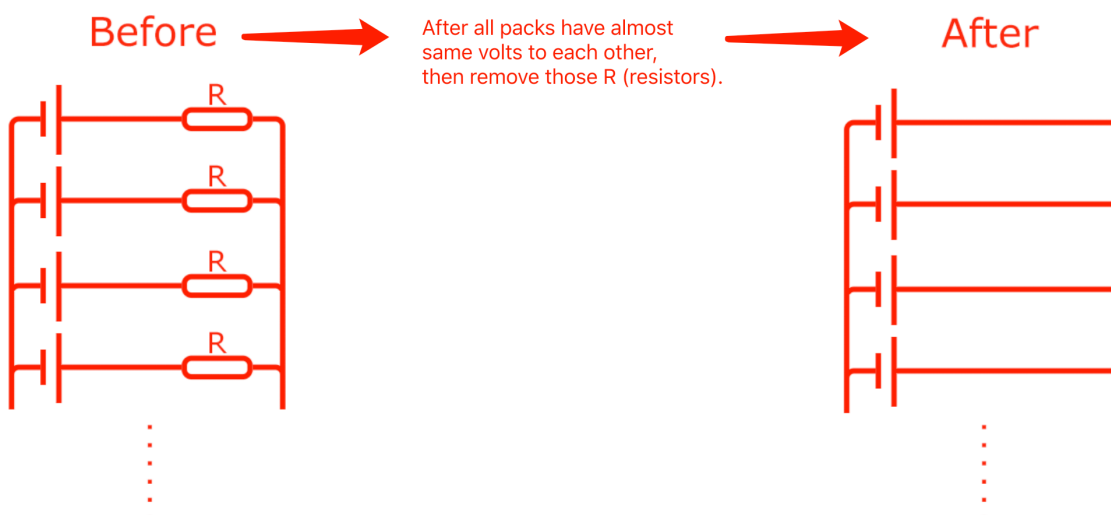 Before
After all packs have almost
same volts to each other,
then remove those R (resistors).
After
R
R
R
R